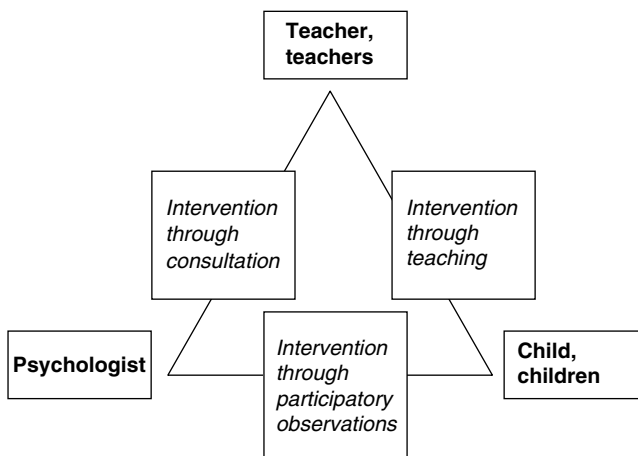 Teacher,
teachers
Intervention
through
consultation
Intervention
through
teaching
Psychologist
Intervention
through
participatory
observations
Child,
children